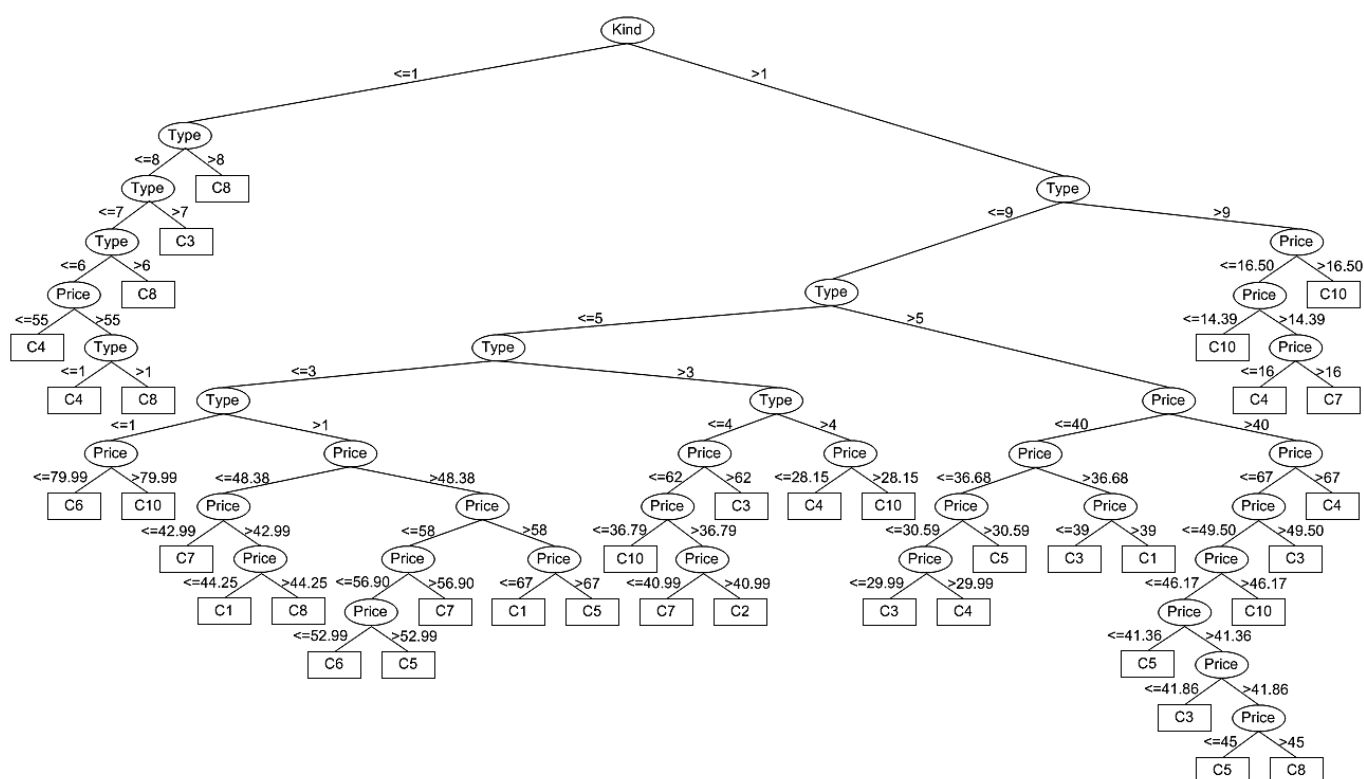 Kind
<=1 >1
Type
<=8 >8
Type C8 Type
<=7 >7 <=9 >9
Type C3 Price
<=6 >6 <=16.50 >16.50
Price C8 Type Price C10
<=55 >55 <=5 >5 <=14.39 >14.39
C4 Type Type C10 Price
<=1 >1 <=3 >3 <=16 >16
C4 C8 Type Type Price C4 C7
<=1 >1 <=4 >4 <=40 >40
Price Price Price Price Price Price
<=79.99 >79.99 <=48.38 >48.38 <=62 >62 <=28.15 >28.15 <=36.68 >36.68 <=67 >67
C6 C10 Price Price Price C3 C4 C10 Price Price Price C4
<=42.99 >42.99 <=58 >58 <=36.79 >36.79 <=30.59 >30.59 <=39 >39 <=49.50 >49.50
C7 Price Price Price C10 Price Price C5 C3 C1 Price C3
<=44.25 >44.25 <=56.90 >56.90 <=67 >67 <=40.99 >40.99 <=29.99 >29.99 <=46.17 >46.17
C1 C8 Price C7 C1 C5 C7 C2 C3 C4 Price C10
<=52.99 >52.99 <=41.36 >41.36
C6 C5 C5 Price
<=41.86 >41.86
C3 Price
<=45 >45
C5 C8